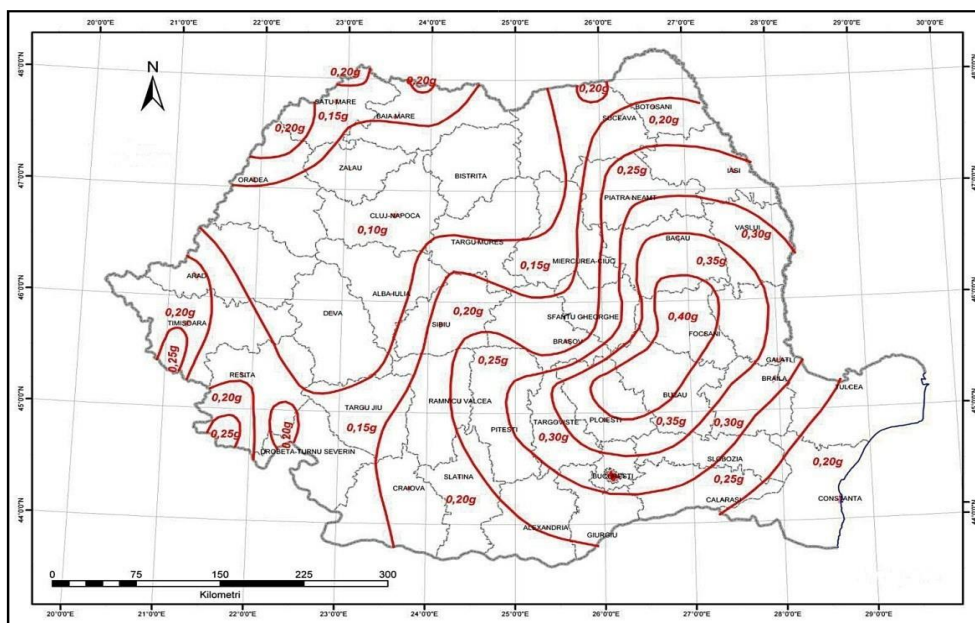 20°0'0"E 21°0'0"E 22°0'0"E 23°0'0"E 24°0'0"E 25°0'0"E 26°0'0"E 27°0'0"E 28°0'0"E 29°0'0"E 30°0'0"E
N
48°0'0"N
0,20g
0,20g
0,20g
SATU MARE
0,15g
BAIA MARE
0,20g
BOTOSANI
SUCEAVA
0,20g
47°0'0"N
ORADEA
ZALAU
BISTRITA
0,25g
IASI
PIATRA-NEAMT
CLUJ-NAPOCA
0,10g
TARGU-MURES
VASLUI
0,30g
BACAU
0,35g
46°0'0"N
ARAD
0,15g
MIERCUREA-CIUC
ALBA-IULIA
0,20g
TIMISOARA
DEVA
SIBIU
0,20g
SFANTU GHEORGHE
0,40g
FOCSANI
0,25g
BRASOV
0,25g
GALATI
45°0'0"N
RESITA
BRAILA
TULCEA
0,20g
TARGU JIU
RAMNICU VALCEA
BUZAU
0,15g
0,25g
0,20g
PITESTI
TARGOVISTE
PLOIESTI
0,35g
0,30g
0,30g
DROBETA-TURNU SEVERIN
SLOBOZIA
0,20g
44°0'0"N
CRAIOVA
SLATINA
0,20g
BUCURESTI
0,25g
CALARASI
CONSTANTA
ALEXANDRIA
GIURGIU
0 75 150 225 300
Kilometri
20°0'0"E 21°0'0"E 22°0'0"E 23°0'0"E 24°0'0"E 25°0'0"E 26°0'0"E 27°0'0"E 28°0'0"E 29°0'0"E